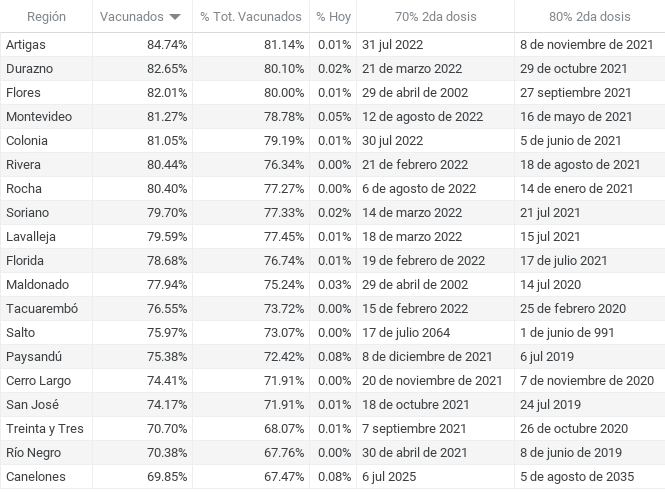 Región Vacunados % Tot. Vacunados % Hoy 70% 2da dosis 80% 2da dosis
Artigas 84.74% 81.14% 0.01% 31 jul 2022 8 de noviembre de 2021
Durazno 82.65% 80.10% 0.02% 21 de marzo 2022 29 de octubre 2021
Flores 82.01% 80.00% 0.01% 29 de abril de 2002 27 septiembre 2021
Montevideo 81.27% 78.78% 0.05% 12 de agosto de 2022 16 de mayo de 2021
Colonia 81.05% 79.19% 0.01% 30 jul 2022 5 de junio de 2021
Rivera 80.44% 76.34% 0.00% 21 de febrero 2022 18 de agosto de 2021
Rocha 80.40% 77.27% 0.00% 6 de agosto de 2022 14 de enero de 2021
Soriano 79.70% 77.33% 0.02% 14 de marzo 2022 21 jul 2021
Lavalleja 79.59% 77.45% 0.01% 18 de marzo 2022 15 jul 2021
Florida 78.68% 76.74% 0.01% 19 de febrero de 2022 17 de julio 2021
Maldonado 77.94% 75.24% 0.03% 29 de abril de 2002 14 jul 2020
Tacuarembó 76.55% 73.72% 0.00% 15 de febrero 2022 25 de febrero 2020
Salto 75.97% 73.07% 0.00% 17 de julio 2064 1 de junio de 991
Paysandú 75.38% 72.42% 0.08% 8 de diciembre de 2021 6 jul 2019
Cerro Largo 74.41% 71.91% 0.00% 20 de noviembre de 2021 7 de noviembre de 2020
San José 74.17% 71.91% 0.01% 18 de octubre 2021 24 jul 2019
Treinta y Tres 70.70% 68.07% 0.01% 7 septiembre 2021 26 de octubre 2020
Río Negro 70.38% 67.76% 0.00% 30 de abril de 2021 8 de junio de 2019
Canelones 69.85% 67.47% 0.08% 6 jul 2025 5 de agosto de 2035